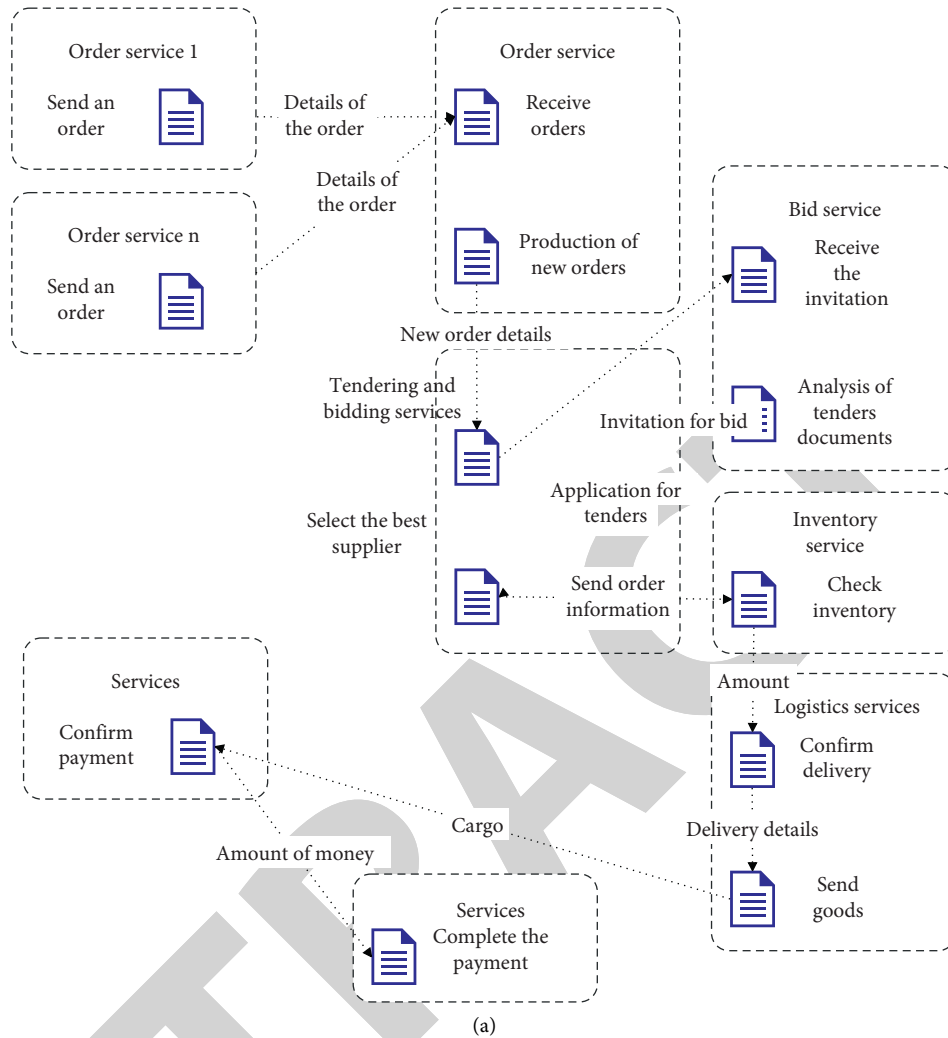 Order service 1
Send an
order
Details of
the order
Order service
Receive
orders
Order service n
Send an
order
Details of
the order
Production of
new orders
Bid service
Receive
the
invitation
Analysis of
tenders
documents
New order details
Tendering and
bidding services
Invitation for bid
Application for
tenders
Select the best
supplier
Send order
information
Inventory
service
Check
inventory
Amount
Logistics services
Confirm
delivery
Delivery details
Send
goods
Services
Confirm
payment
Cargo
Amount of money
Services
Complete the
payment
(a)